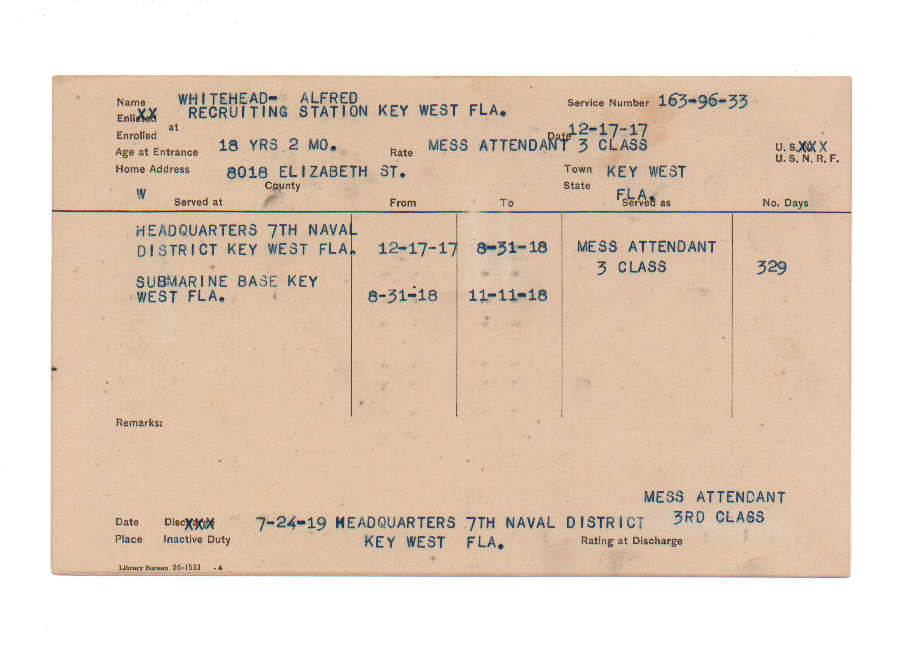 Name WHITEHEAD- ALFRED Service Number 163-96-33
Enlisted XX at RECRUITING STATION KEY WEST FLA.
Enrolled Date 12-17-17
Age at Entrance 18 YRS 2 MO. Rate MESS ATTENDANT 3 CLASS U. S. XXX
U. S. N. R. F.
Home Address 8018 ELIZABETH ST. Town KEY WEST
County State FLA.
W Served at From To Served as No. Days
HEADQUARTERS 7TH NAVAL
DISTRICT KEY WEST FLA. 12-17-17 8-31-18 MESS ATTENDANT
3 CLASS 329
SUBMARINE BASE KEY
WEST FLA. 8-31-18 11-11-18
Remarks:
MESS ATTENDANT
Date Discharge XXX 7-24-19 HEADQUARTERS 7TH NAVAL DISTRICT 3RD CLASS
Place Inactive Duty KEY WEST FLA. Rating at Discharge
Library Bureau 26-1533 -A